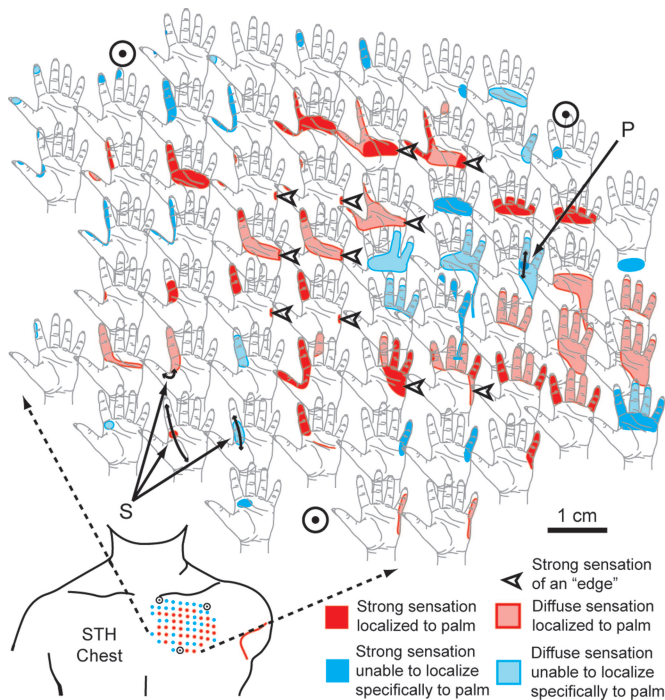 P
S
1 cm
Strong sensation
of an "edge"
STH
Chest
Strong sensation
localized to palm
Diffuse sensation
localized to palm
Strong sensation
unable to localize
specifically to palm
Diffuse sensation
unable to localize
specifically to palm